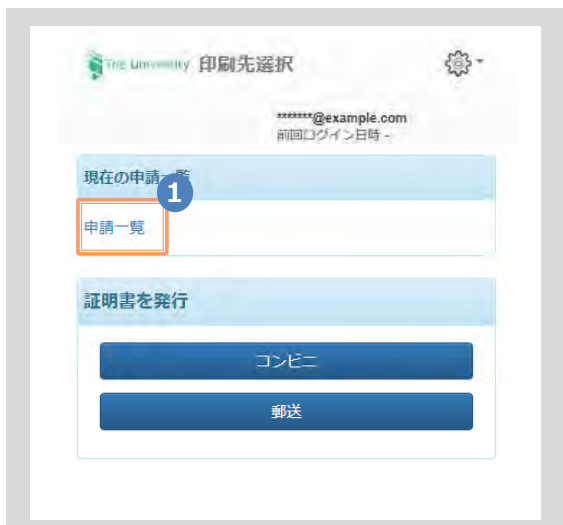 The University 印刷先選択
*******@example.com
前回ログイン日時 -
現在の申請一覧
1
申請一覧
証明書を発行
コンビニ
郵送